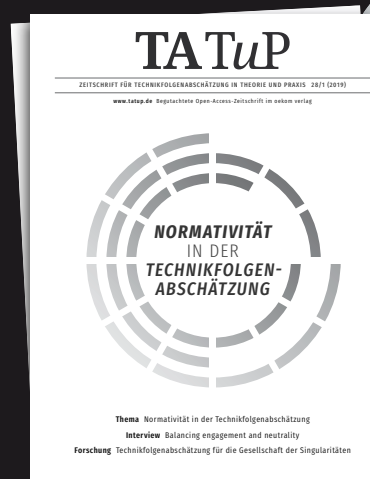 TATuP
ZEITSCHRIFT FÜR TECHNIKFOLGENABSCHÄTZUNG IN THEORIE UND PRAXIS 28/1 (2019)
www.tatup.de Begutachtete Open-Access-Zeitschrift im oekom verlag
NORMATIVITÄT
IN DER
TECHNIKFOLGEN-
ABSCHÄTZUNG
Thema Normativität in der Technikfolgenabschätzung
Interview Balancing engagement and neutrality
Forschung Technikfolgenabschätzung für die Gesellschaft der Singularitäten